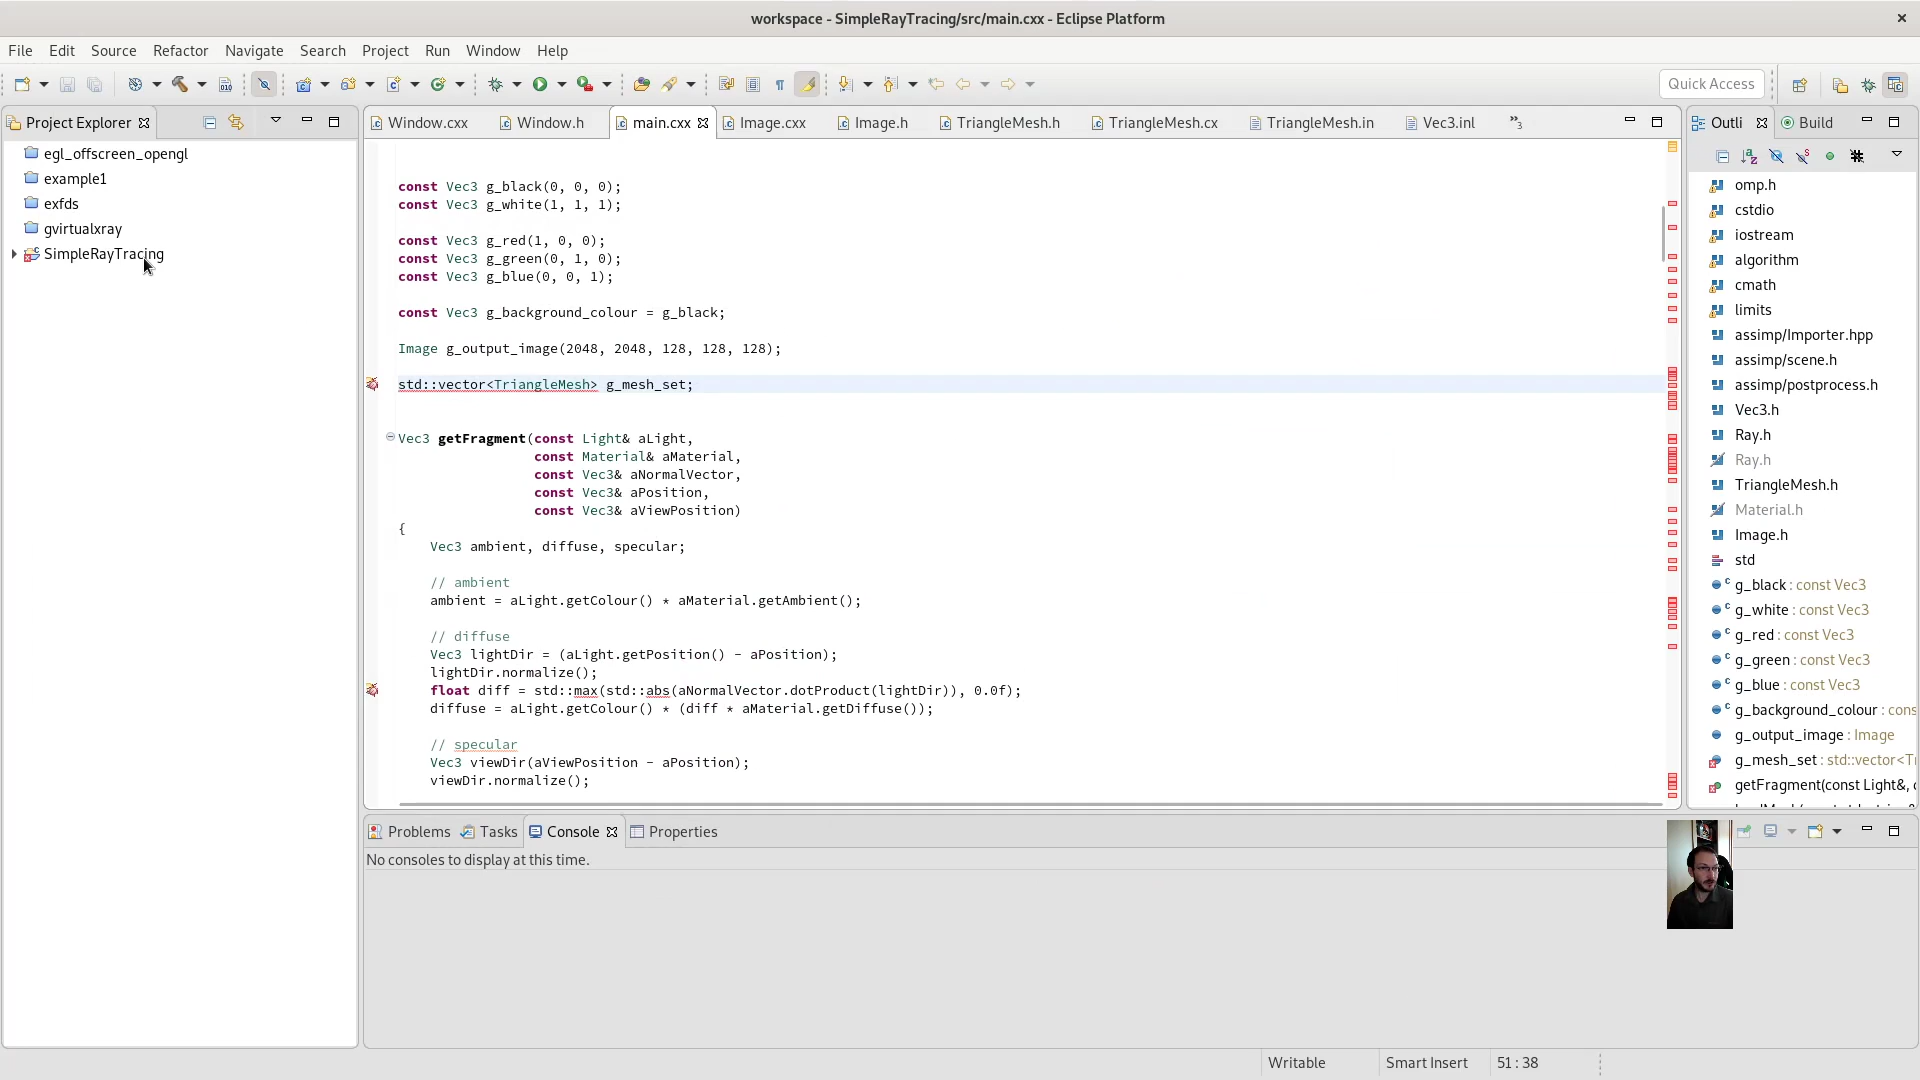 workspace - SimpleRayTracing/src/main.cxx - Eclipse Platform
File Edit Source Refactor Navigate Search Project Run Window Help
Quick Access
Project Explorer
egl_offscreen_opengl
example1
exfds
gvirtualxray
SimpleRayTracing
Window.cxx Window.h main.cxx Image.cxx Image.h TriangleMesh.h TriangleMesh.cx TriangleMesh.in Vec3.inl »3
const Vec3 g_black(0, 0, 0);
const Vec3 g_white(1, 1, 1);
const Vec3 g_red(1, 0, 0);
const Vec3 g_green(0, 1, 0);
const Vec3 g_blue(0, 0, 1);
const Vec3 g_background_colour = g_black;
Image g_output_image(2048, 2048, 128, 128, 128);
std::vector<TriangleMesh> g_mesh_set;
Vec3 getFragment(const Light& aLight,
const Material& aMaterial,
const Vec3& aNormalVector,
const Vec3& aPosition,
const Vec3& aViewPosition)
{
Vec3 ambient, diffuse, specular;
// ambient
ambient = aLight.getColour() * aMaterial.getAmbient();
// diffuse
Vec3 lightDir = (aLight.getPosition() - aPosition);
lightDir.normalize();
float diff = std::max(std::abs(aNormalVector.dotProduct(lightDir)), 0.0f);
diffuse = aLight.getColour() * (diff * aMaterial.getDiffuse());
// specular
Vec3 viewDir(aViewPosition - aPosition);
viewDir.normalize();
Outli Build
omp.h
cstdio
iostream
algorithm
cmath
limits
assimp/Importer.hpp
assimp/scene.h
assimp/postprocess.h
Vec3.h
Ray.h
Ray.h
TriangleMesh.h
Material.h
Image.h
std
g_black : const Vec3
g_white : const Vec3
g_red : const Vec3
g_green : const Vec3
g_blue : const Vec3
g_background_colour : cons
g_output_image : Image
g_mesh_set : std::vector<Tr
getFragment(const Light&,
Problems Tasks Console Properties
No consoles to display at this time.
Writable Smart Insert 51 : 38